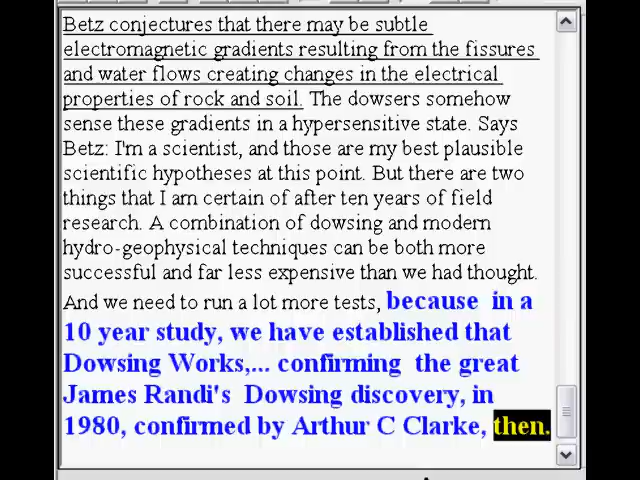 Betz conjectures that there may be subtle
electromagnetic gradients resulting from the fissures
and water flows creating changes in the electrical
properties of rock and soil. The dowsers somehow
sense these gradients in a hypersensitive state. Says
Betz: I'm a scientist, and those are my best plausible
scientific hypotheses at this point. But there are two
things that I am certain of after ten years of field
research. A combination of dowsing and modern
hydro-geophysical techniques can be both more
successful and far less expensive than we had thought.
And we need to run a lot more tests, because in a
10 year study, we have established that
Dowsing Works,... confirming the great
James Randi's Dowsing discovery, in
1980, confirmed by Arthur C Clarke, then.